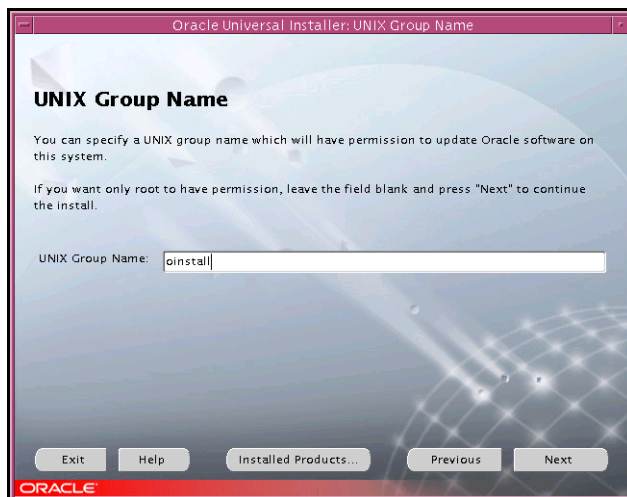 Oracle Universal Installer: UNIX Group Name
UNIX Group Name
You can specify a UNIX group name which will have permission to update Oracle software on
this system.
If you want only root to have permission, leave the field blank and press "Next" to continue
the install.
UNIX Group Name: oinstall
Exit Help Installed Products... Previous Next
ORACLE